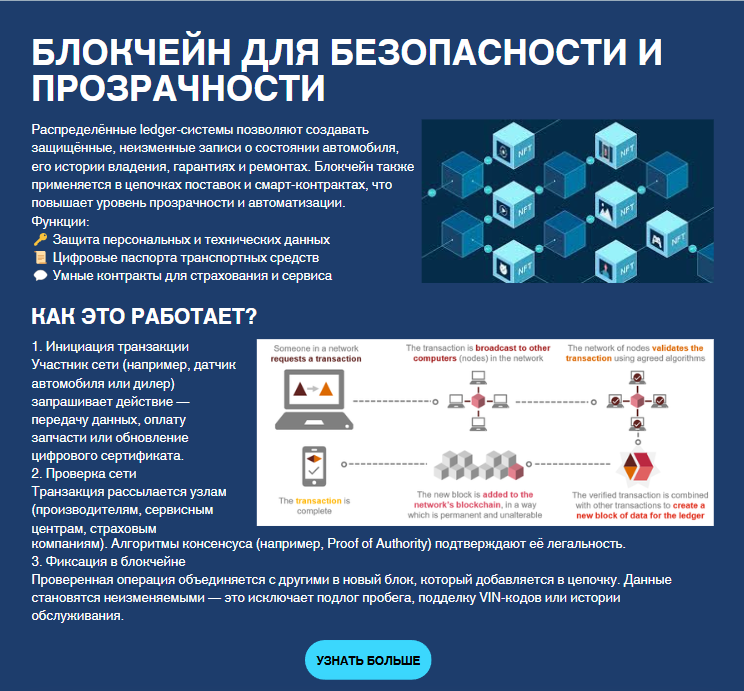 БЛОКЧЕЙН ДЛЯ БЕЗОПАСНОСТИ И
ПРОЗРАЧНОСТИ
Распределённые ledger-системы позволяют создавать
защищённые, неизменные записи о состоянии автомобиля,
его истории владения, гарантиях и ремонтах. Блокчейн также
применяется в цепочках поставок и смарт-контрактах, что
повышает уровень прозрачности и автоматизации.
Функции:
🔑 Защита персональных и технических данных
📜 Цифровые паспорта транспортных средств
💬 Умные контракты для страхования и сервиса
NFT
NFT
NFT
NFT
NFT
NFT
NFT
КАК ЭТО РАБОТАЕТ?
1. Инициация транзакции
Участник сети (например, датчик
автомобиля или дилер)
запрашивает действие —
передачу данных, оплату
запчасти или обновление
цифрового сертификата.
2. Проверка сети
Транзакция рассылается узлам
(производителям, сервисным
центрам, страховым
компаниям). Алгоритмы консенсуса (например, Proof of Authority) подтверждают её легальность.
3. Фиксация в блокчейне
Проверенная операция объединяется с другими в новый блок, который добавляется в цепочку. Данные
становятся неизменяемыми — это исключает подлог пробега, подделку VIN-кодов или истории
обслуживания.
Someone in a network
requests a transaction
The transaction is broadcast to other
computers (nodes) in the network
The network of nodes validates the
transaction using agreed algorithms
The transaction is
complete
The new block is added to the
network's blockchain, in a way
which is permanent and unalterable
The verified transaction is combined
with other transactions to create a
new block of data for the ledger
УЗНАТЬ БОЛЬШЕ